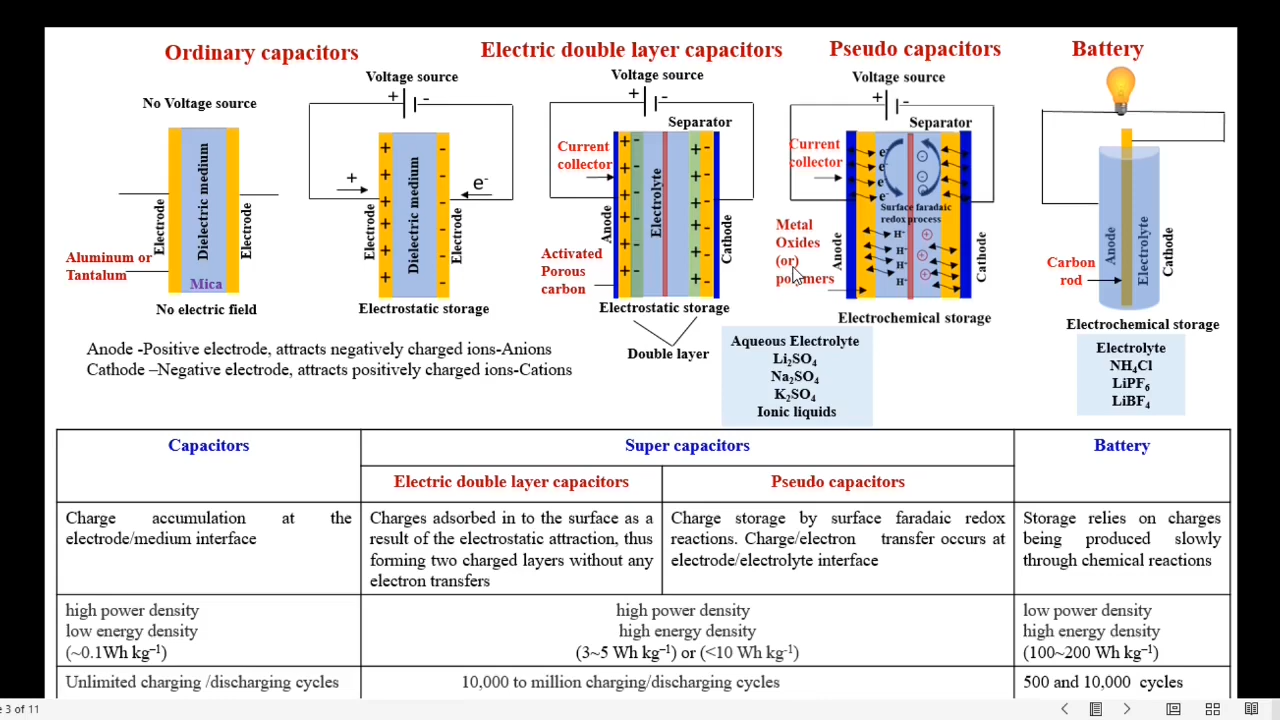 Ordinary capacitors
Electric double layer capacitors
Pseudo capacitors
Battery
No Voltage source
Electrode
Dielectric medium
Electrode
Aluminum or
Tantalum
Mica
No electric field
Voltage source
+ -
+
e-
Electrode
Dielectric medium
Electrode
+ -
+ -
+ -
+ -
+ -
+ -
Electrostatic storage
Voltage source
+ -
Separator
Current
collector
Anode
Electrolyte
Cathode
Activated
Porous
carbon
+ - + -
+ - + -
+ - + -
+ - + -
+ - + -
+ - + -
Electrostatic storage
Double layer
Voltage source
+ -
Separator
Current
collector
e-
e-
e-
e-
Surface faradaic
redox process
Metal
Oxides
(or)
polymers
Anode
H+
H+
H+
H+
Cathode
Electrochemical storage
Anode
Electrolyte
Cathode
Carbon
rod
Electrochemical storage
Anode -Positive electrode, attracts negatively charged ions-Anions
Cathode –Negative electrode, attracts positively charged ions-Cations
Aqueous Electrolyte
Li₂SO₄
Na₂SO₄
K₂SO₄
Ionic liquids
Electrolyte
NH₄Cl
LiPF₆
LiBF₄
Capacitors
Super capacitors
Battery
Electric double layer capacitors
Pseudo capacitors
Charge accumulation at the
electrode/medium interface
Charges adsorbed in to the surface as a
result of the electrostatic attraction, thus
forming two charged layers without any
electron transfers
Charge storage by surface faradaic redox
reactions. Charge/electron transfer occurs at
electrode/electrolyte interface
Storage relies on charges
being produced slowly
through chemical reactions
high power density
low energy density
(~0.1Wh kg⁻¹)
high power density
high energy density
(3~5 Wh kg⁻¹) or (<10 Wh kg⁻¹)
low power density
high energy density
(100~200 Wh kg⁻¹)
Unlimited charging /discharging cycles
10,000 to million charging/discharging cycles
500 and 10,000 cycles
3 of 11